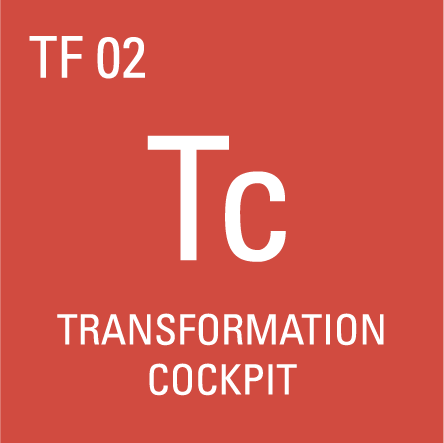 TF 02
Tc
TRANSFORMATION
COCKPIT